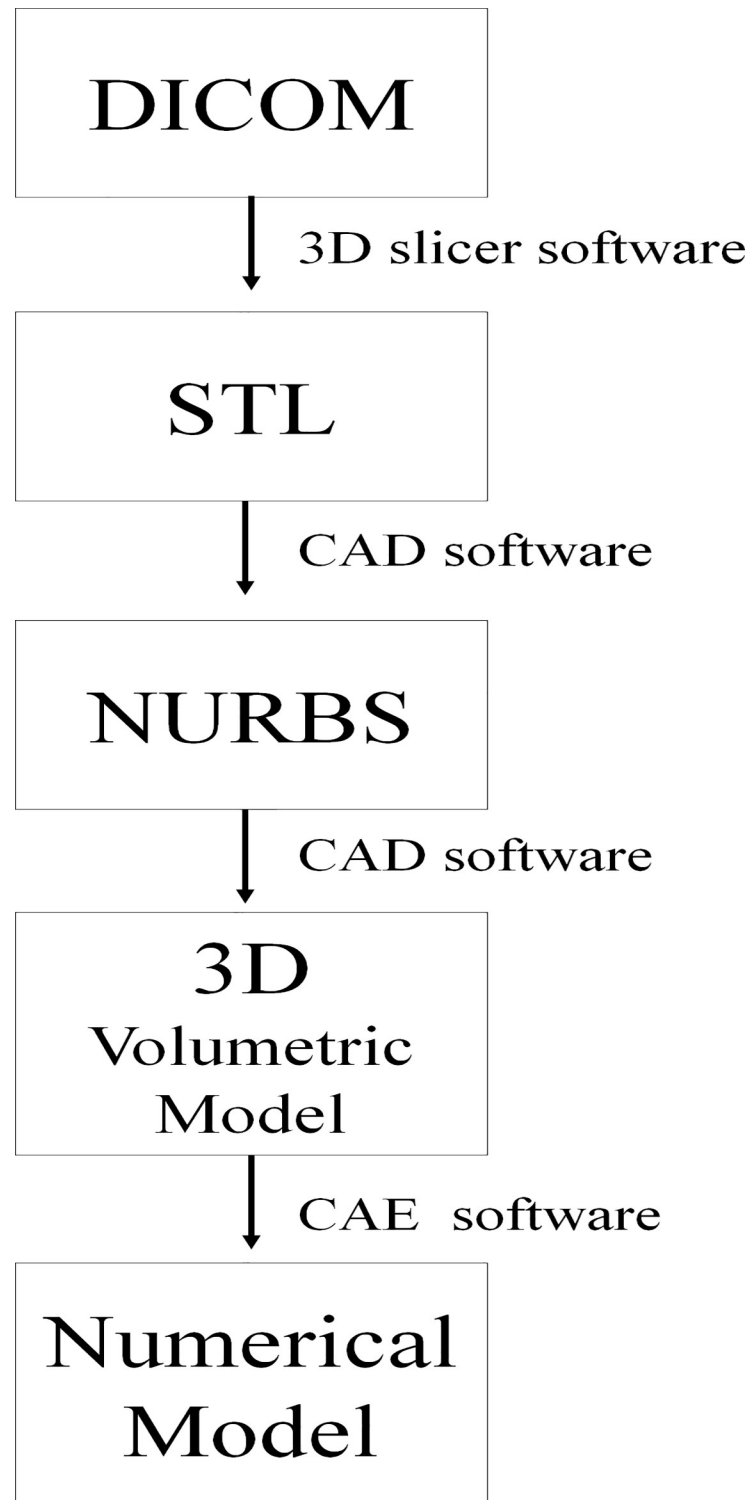 DICOM
3D slicer software
STL
CAD software
NURBS
CAD software
3D
Volumetric
Model
CAE software
Numerical
Model